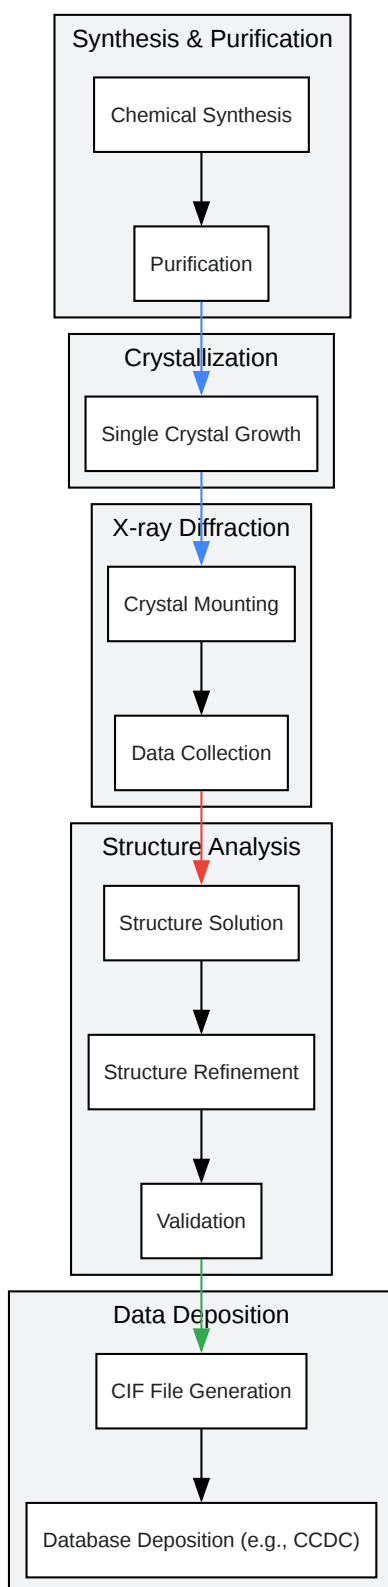 Synthesis & Purification
Chemical Synthesis
Purification
Crystallization
Single Crystal Growth
X-ray Diffraction
Crystal Mounting
Data Collection
Structure Analysis
Structure Solution
Structure Refinement
Validation
Data Deposition
CIF File Generation
Database Deposition (e.g., CCDC)